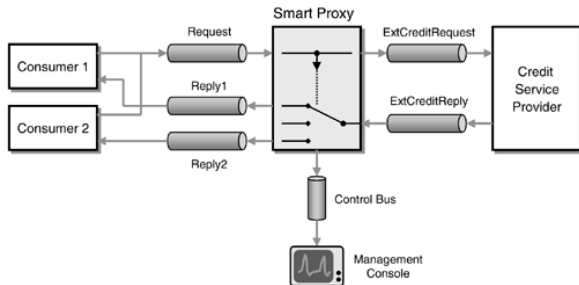 Smart Proxy
Request
ExtCreditRequest
Consumer 1
Reply1
Credit
Service
Provider
ExtCreditReply
Consumer 2
Reply2
Control Bus
Management
Console